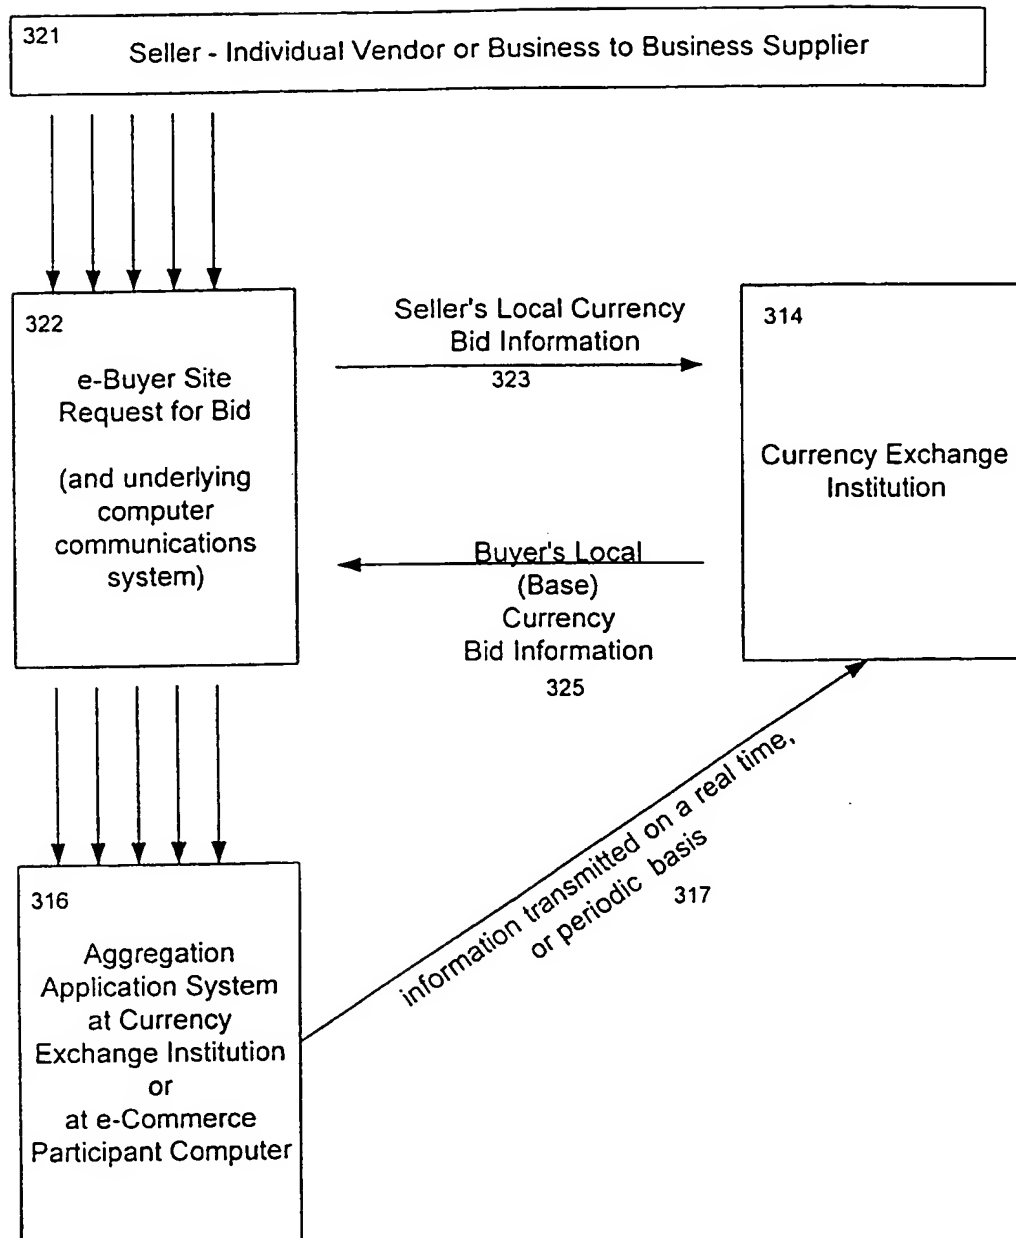 321
Seller - Individual Vendor or Business to Business Supplier
322
e-Buyer Site
Request for Bid
(and underlying
computer
communications
system)
Seller's Local Currency
Bid Information
323
314
Currency Exchange
Institution
Buyer's Local
(Base)
Currency
Bid Information
325
information transmitted on a real time,
or periodic basis
317
316
Aggregation
Application System
at Currency
Exchange Institution
or
at e-Commerce
Participant Computer